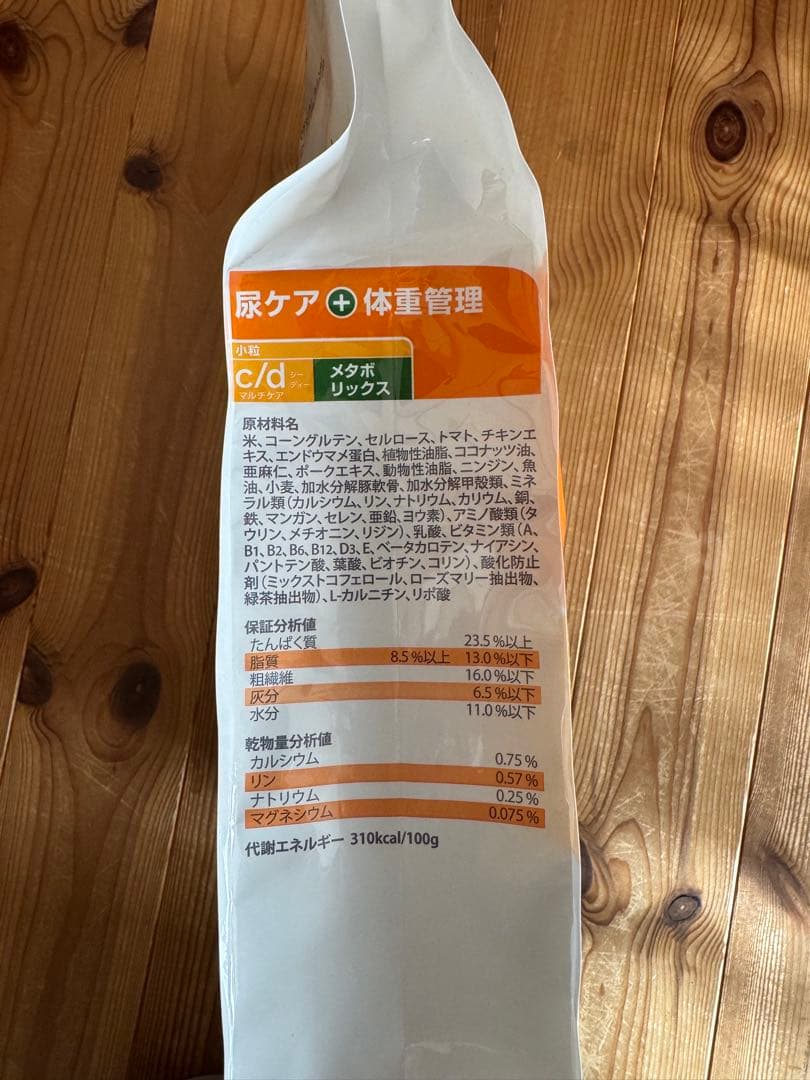 尿ケア+体重管理
小粒
c/d シーディー メタボリックス
マルチケア
原材料名
米、コーングルテン、セルロース、トマト、チキンエ
キス、エンドウマメ蛋白、植物性油脂、ココナッツ油、
亜麻仁、ポークエキス、動物性油脂、ニンジン、魚
油、小麦、加水分解豚軟骨、加水分解甲殻類、ミネ
ラル類(カルシウム、リン、ナトリウム、カリウム、銅、
鉄、マンガン、セレン、亜鉛、ヨウ素)、アミノ酸類(タ
ウリン、メチオニン、リジン)、乳酸、ビタミン類(A、
B1、B2、B6、B12、D3、E、ベータカロテン、ナイアシン、
パントテン酸、葉酸、ビオチン、コリン)、酸化防止
剤(ミックストコフェロール、ローズマリー抽出物、
緑茶抽出物)、L-カルニチン、リポ酸
保証分析値
たんぱく質 23.5%以上
脂質 8.5%以上 13.0%以下
粗繊維 16.0%以下
灰分 6.5%以下
水分 11.0%以下
乾物量分析値
カルシウム 0.75%
リン 0.57%
ナトリウム 0.25%
マグネシウム 0.075%
代謝エネルギー 310kcal/100g